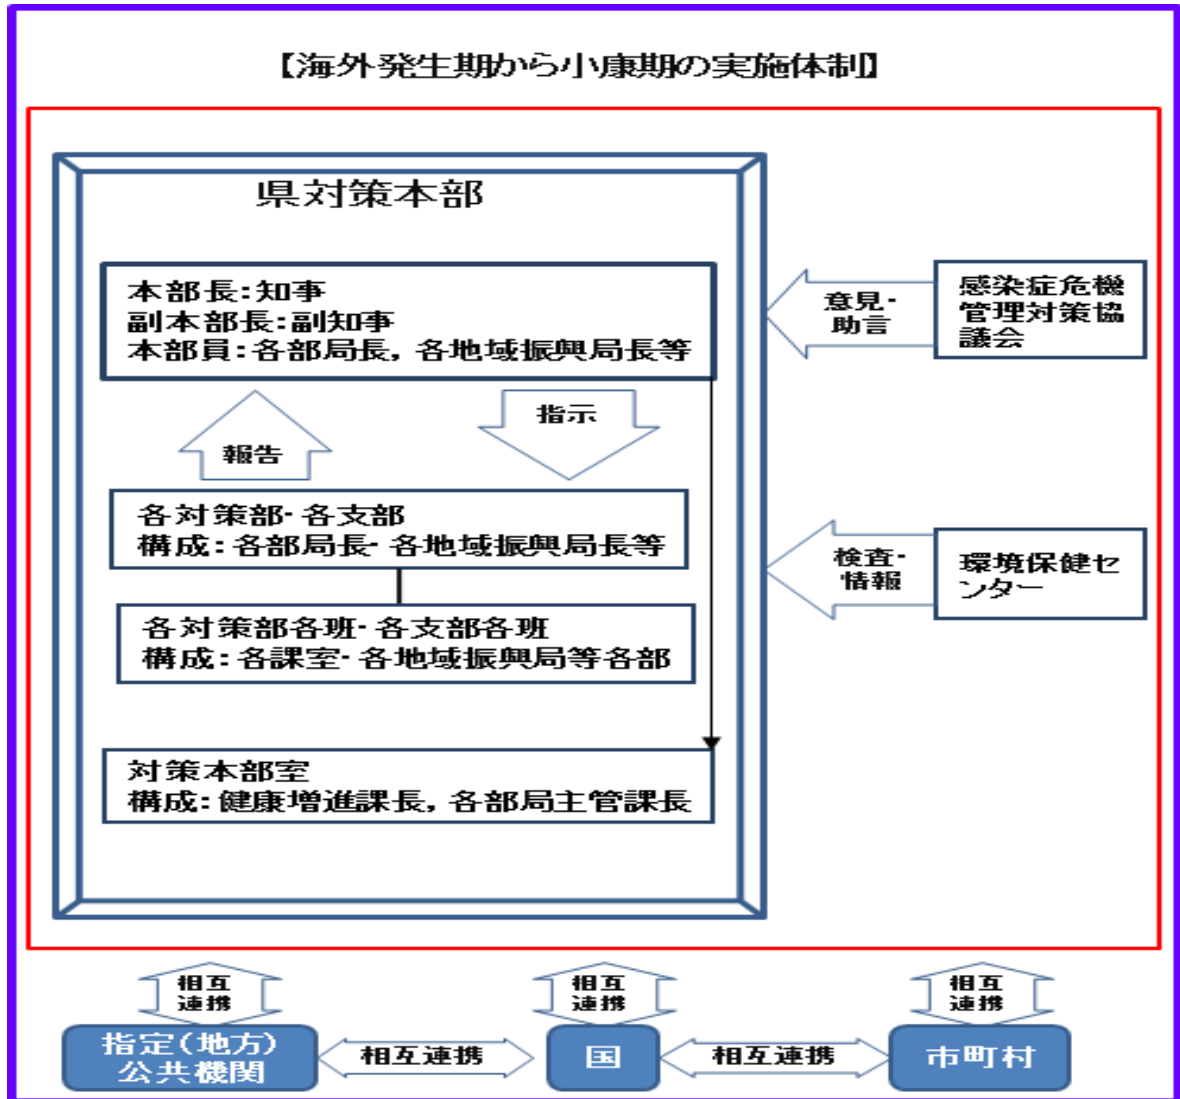 【海外発生期から小康期の実施体制】
県対策本部
本部長:知事
副本部長:副知事
本部員:各部局長,各地域振興局長等
意見・
助言
感染症危機
管理対策協
議会
報告
指示
各対策部・各支部
構成:各部局長・各地域振興局長等
検査・
情報
環境保健セ
ンター
各対策部各班・各支部各班
構成:各課室・各地域振興局等各部
対策本部室
構成:健康増進課長,各部局主管課長
相互
連携
相互
連携
相互
連携
指定(地方)
公共機関
相互連携
国
相互連携
市町村